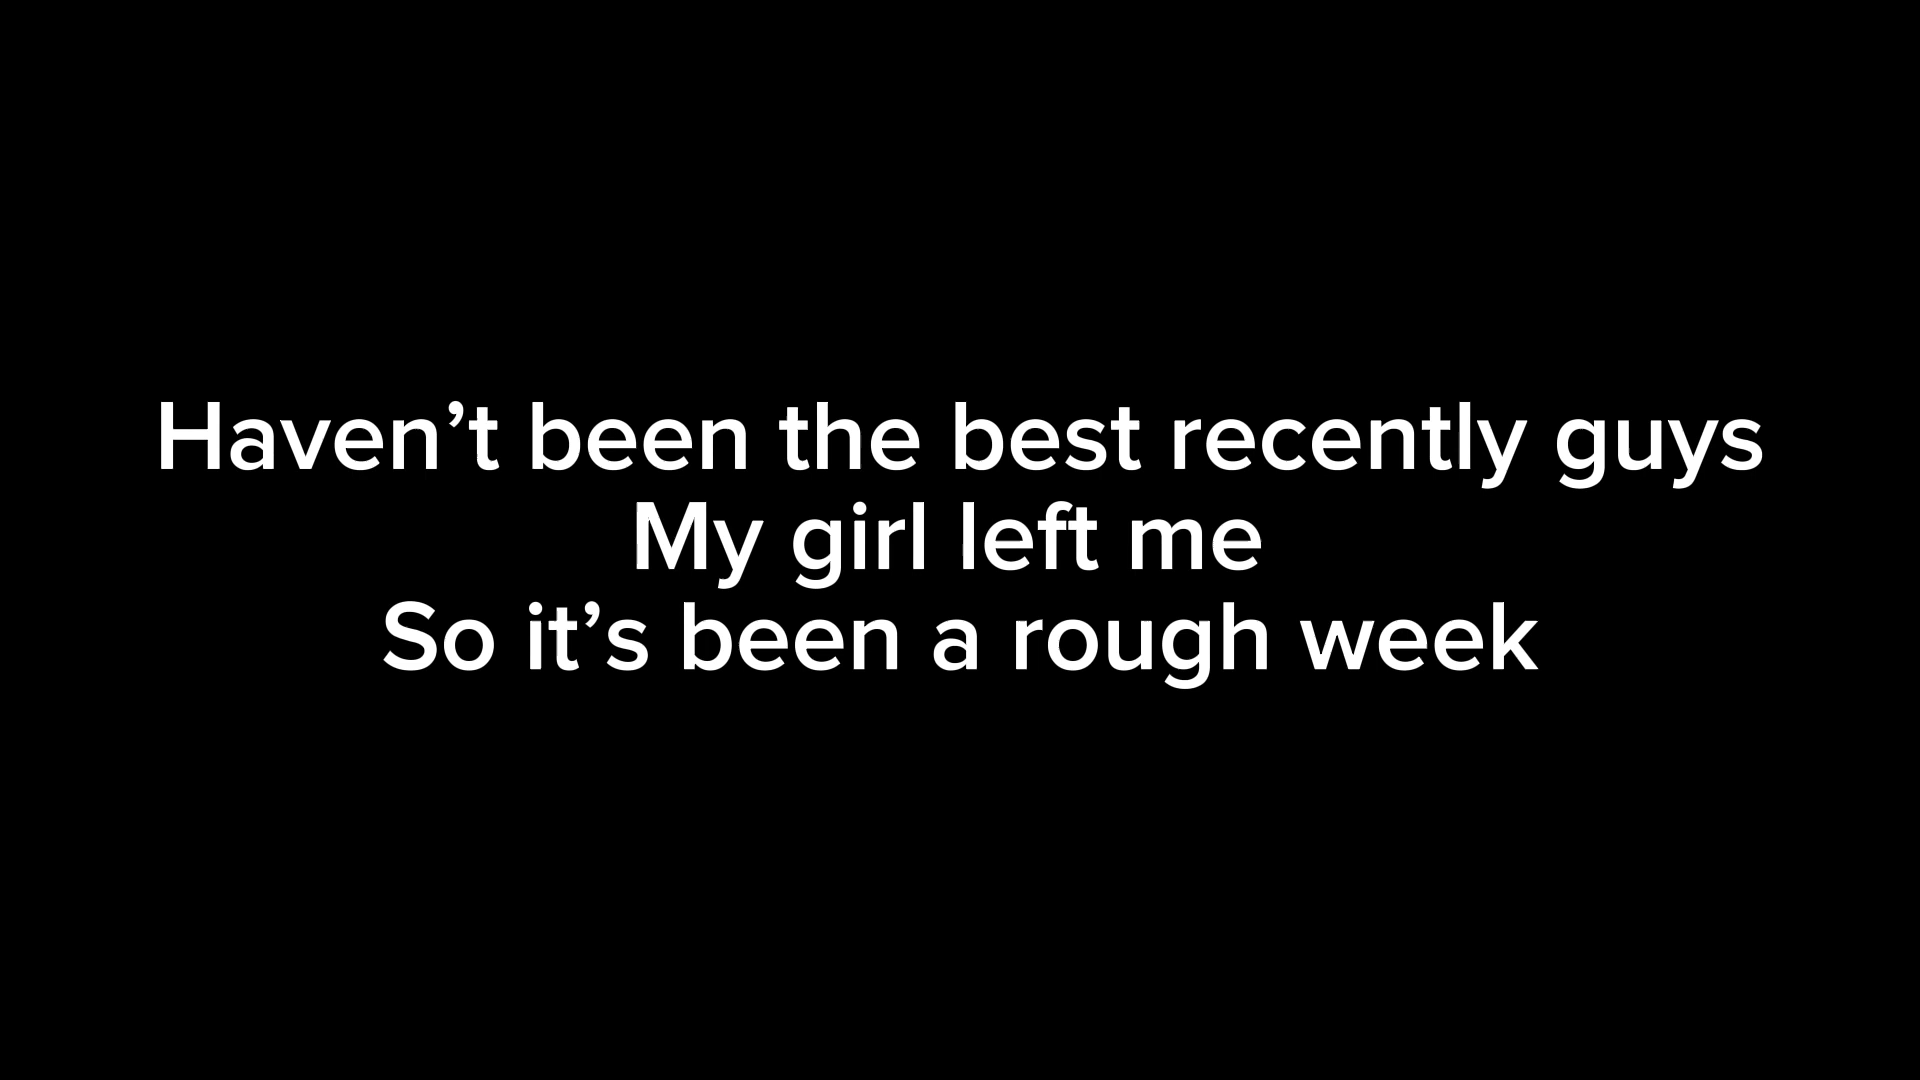 Haven’t been the best recently guys
My girl left me
So it’s been a rough week